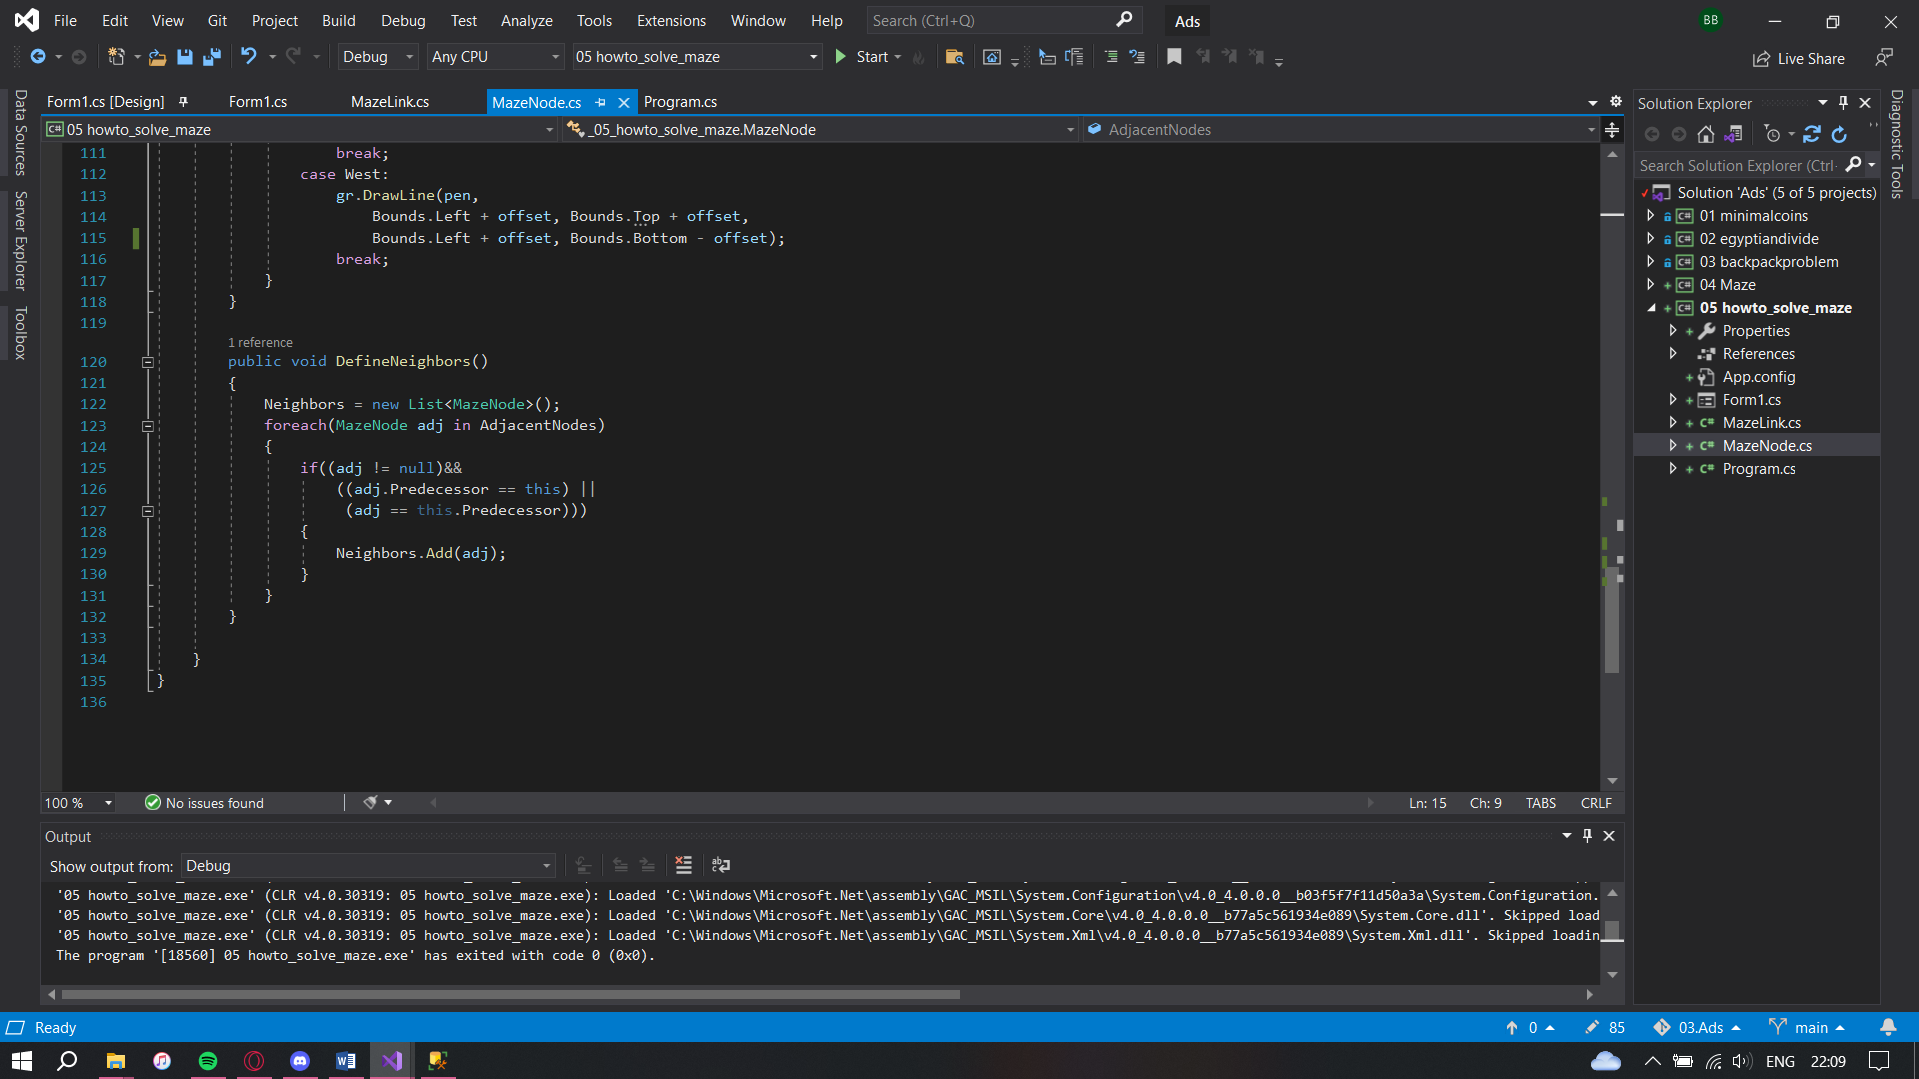 File Edit View Git Project Build Debug Test Analyze Tools Extensions Window Help Search (Ctrl+Q) Ads BB
Debug Any CPU 05 howto_solve_maze Start Live Share
Form1.cs [Design] Form1.cs MazeLink.cs MazeNode.cs Program.cs
05 howto_solve_maze _05_howto_solve_maze.MazeNode AdjacentNodes
111 break;
112 case West:
113 gr.DrawLine(pen,
114 Bounds.Left + offset, Bounds.Top + offset,
115 Bounds.Left + offset, Bounds.Bottom - offset);
116 break;
117 }
118 }
119
1 reference
120 public void DefineNeighbors()
121 {
122 Neighbors = new List<MazeNode>();
123 foreach(MazeNode adj in AdjacentNodes)
124 {
125 if((adj != null)&&
126 ((adj.Predecessor == this) ||
127 (adj == this.Predecessor)))
128 {
129 Neighbors.Add(adj);
130 }
131 }
132 }
133
134 }
135 }
136
100 % No issues found Ln: 15 Ch: 9 TABS CRLF
Output
Show output from: Debug
'05 howto_solve_maze.exe' (CLR v4.0.30319: 05 howto_solve_maze.exe): Loaded 'C:\Windows\Microsoft.Net\assembly\GAC_MSIL\System.Configuration\v4.0_4.0.0.0__b03f5f7f11d50a3a\System.Configuration.
'05 howto_solve_maze.exe' (CLR v4.0.30319: 05 howto_solve_maze.exe): Loaded 'C:\Windows\Microsoft.Net\assembly\GAC_MSIL\System.Core\v4.0_4.0.0.0__b77a5c561934e089\System.Core.dll'. Skipped load
'05 howto_solve_maze.exe' (CLR v4.0.30319: 05 howto_solve_maze.exe): Loaded 'C:\Windows\Microsoft.Net\assembly\GAC_MSIL\System.Xml\v4.0_4.0.0.0__b77a5c561934e089\System.Xml.dll'. Skipped loadin
The program '[18560] 05 howto_solve_maze.exe' has exited with code 0 (0x0).
Data Sources
Server Explorer
Toolbox
Solution Explorer
Search Solution Explorer (Ctrl
Solution 'Ads' (5 of 5 projects)
01 minimalcoins
02 egyptiandivide
03 backpackproblem
04 Maze
05 howto_solve_maze
Properties
References
App.config
Form1.cs
MazeLink.cs
MazeNode.cs
Program.cs
Diagnostic Tools
Ready 0 85 03.Ads main
ENG 22:09